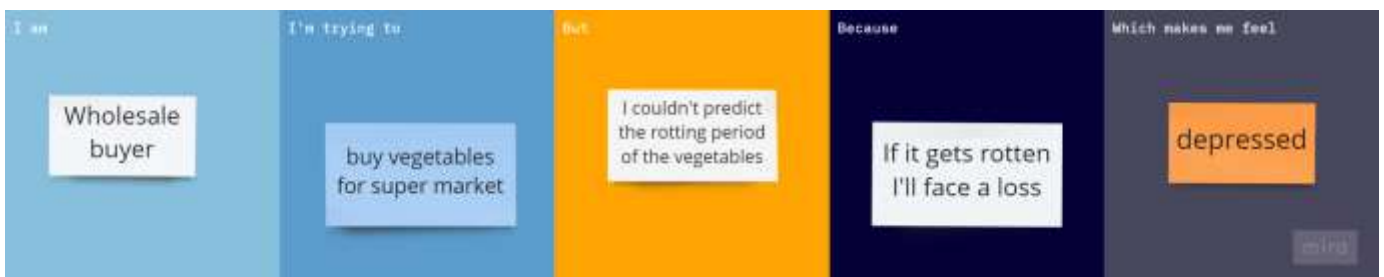 I am
Wholesale
buyer
I'm trying to
buy vegetables
for super market
But
I couldn't predict
the rotting period
of the vegetables
Because
If it gets rotten
I'll face a loss
Which makes me feel
depressed
miro